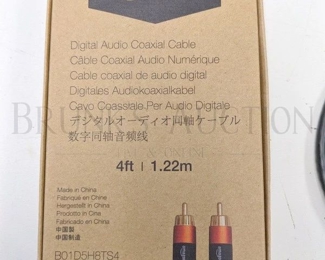 Digital Audio Coaxial Cable
Câble Coaxial Audio Numérique
Cable coaxial de audio digital
Digitales Audiokoaxialkabel
Cavo Coassiale Per Audio Digitale
デジタルオーディオ同軸ケーブル
数字同轴音频线
4ft | 1.22m
Made in China
Fabriqué en Chine
Hergestellt in China
Prodotto in Cina
Fabricado en China
中国製
中国制造
B01D5H8TS4